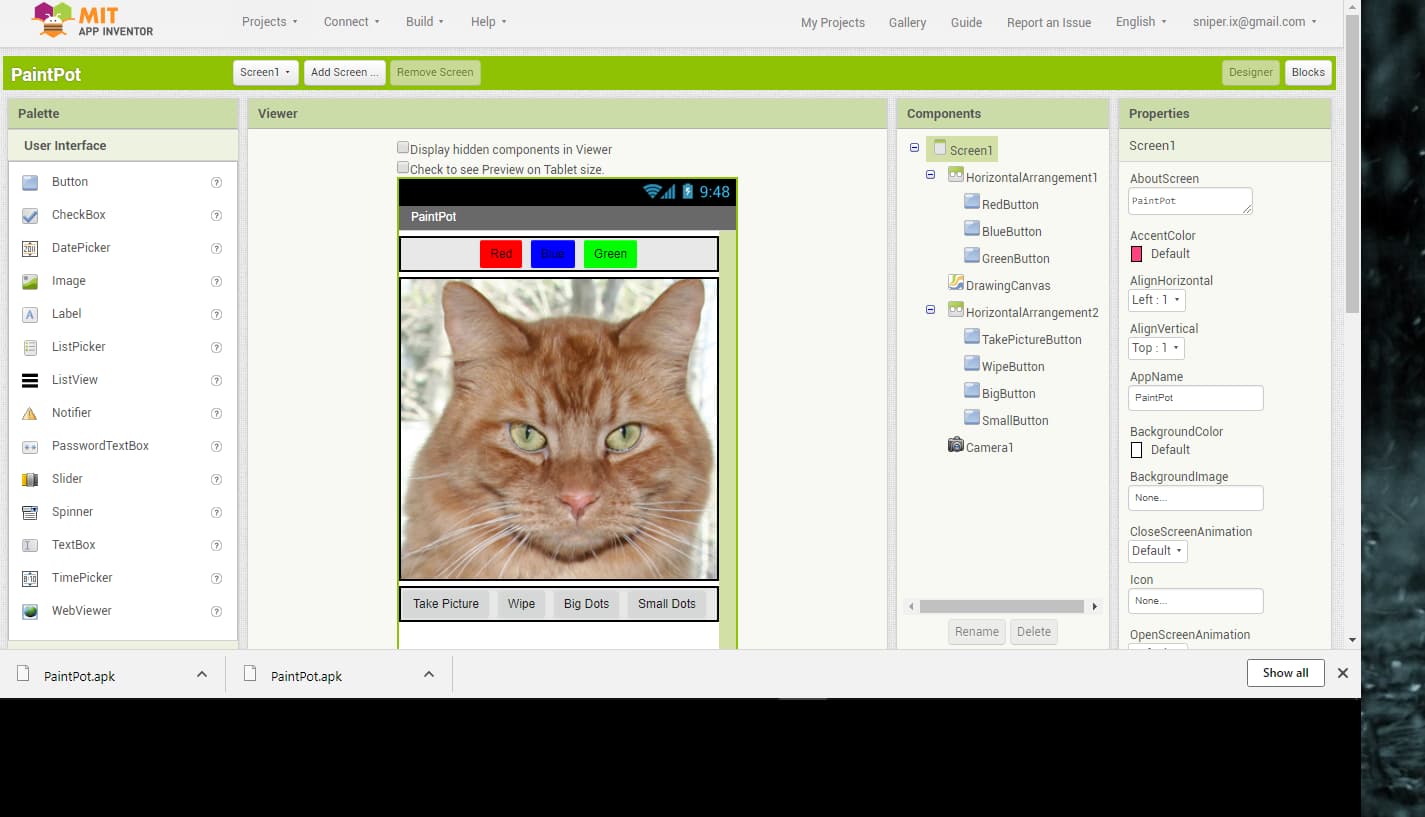 MIT
APP INVENTOR
Projects Connect Build Help My Projects Gallery Guide Report an Issue English sniper.ix@gmail.com
PaintPot Screen1 Add Screen ... Remove Screen Designer Blocks
Palette
User Interface
Button ?
CheckBox ?
DatePicker ?
Image ?
Label ?
ListPicker ?
ListView ?
Notifier ?
PasswordTextBox ?
Slider ?
Spinner ?
TextBox ?
TimePicker ?
WebViewer ?
Viewer
Display hidden components in Viewer
Check to see Preview on Tablet size.
9:48
PaintPot
Red Blue Green
Take Picture Wipe Big Dots Small Dots
Components
Screen1
HorizontalArrangement1
RedButton
BlueButton
GreenButton
DrawingCanvas
HorizontalArrangement2
TakePictureButton
WipeButton
BigButton
SmallButton
Camera1
Rename Delete
Properties
Screen1
AboutScreen
PaintPot
AccentColor
Default
AlignHorizontal
Left : 1
AlignVertical
Top : 1
AppName
PaintPot
BackgroundColor
Default
BackgroundImage
None...
CloseScreenAnimation
Default
Icon
None...
OpenScreenAnimation
PaintPot.apk PaintPot.apk Show all